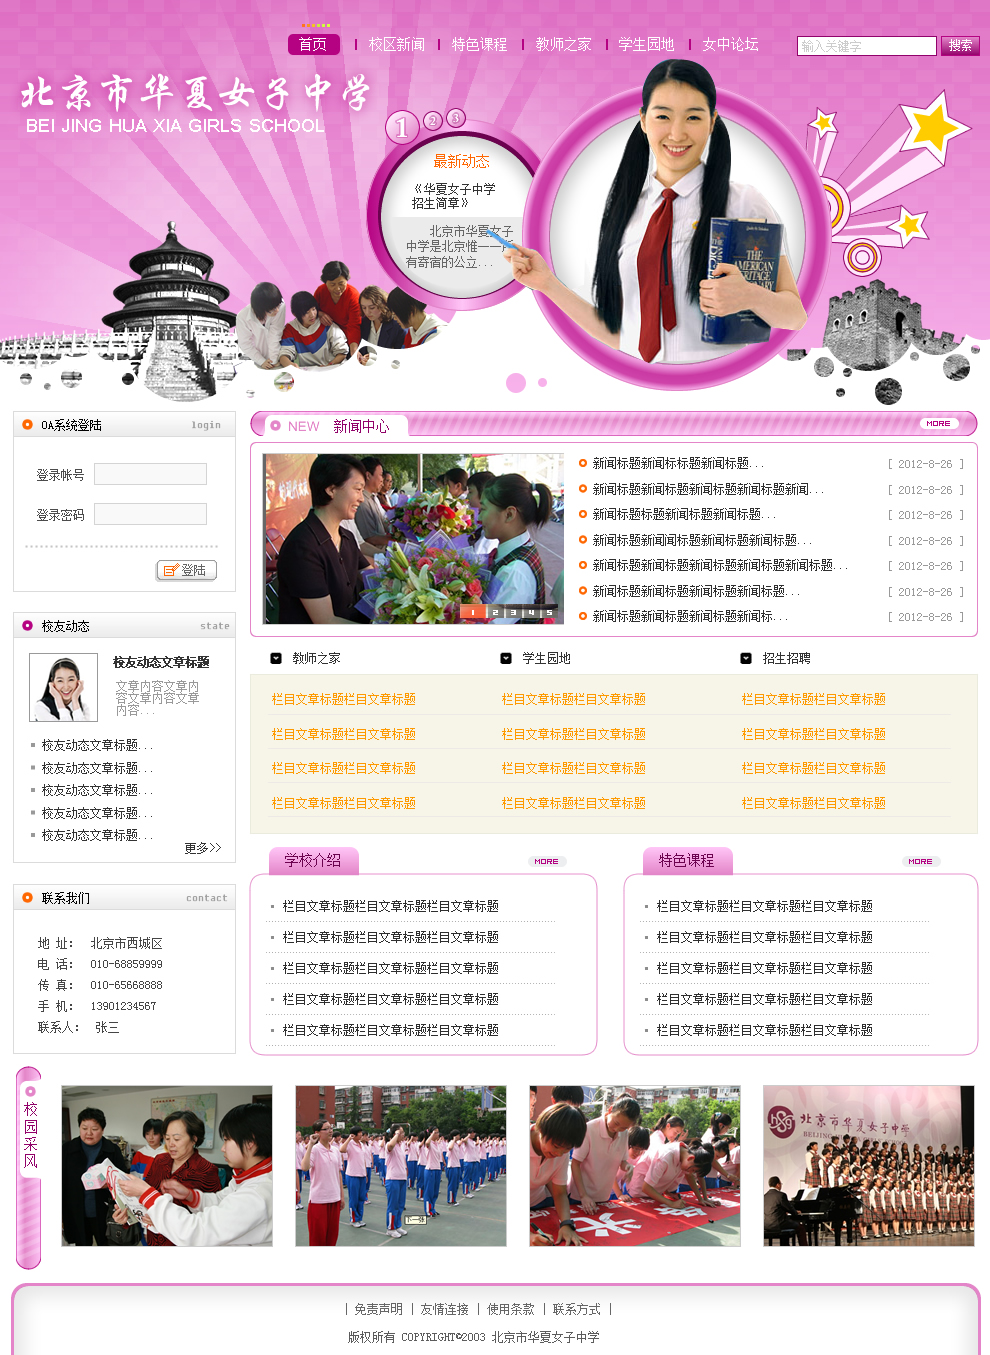 首页
校区新闻
特色课程
教师之家
学生园地
女中论坛
输入关键字
搜索
北京市华夏女子中学
BEI JING HUA XIA GIRLS SCHOOL
1 2 3
最新动态
《华夏女子中学
招生简章》
北京市华夏女子
中学是北京惟一一所
有寄宿的公立...
THE AMERICAN HERITAGE
OA系统登陆
login
登录帐号
登录密码
登陆
NEW 新闻中心
MORE
新闻标题新闻标标题新闻标题...
[ 2012-8-26 ]
新闻标题新闻标题新闻标题新闻标题新闻...
[ 2012-8-26 ]
新闻标题标题新闻标题新闻标题...
[ 2012-8-26 ]
新闻标题新闻闻标题新闻标题新闻标题...
[ 2012-8-26 ]
新闻标题新闻标题新闻标题新闻标题新闻标题...
[ 2012-8-26 ]
新闻标题新闻标题新闻标题新闻标题...
[ 2012-8-26 ]
新闻标题新闻标题新闻标题新闻标...
[ 2012-8-26 ]
1 2 3 4 5
校友动态
state
校友动态文章标题
文章内容文章内
容文章内容文章
内容...
校友动态文章标题...
校友动态文章标题...
校友动态文章标题...
校友动态文章标题...
校友动态文章标题...
更多>>
教师之家
学生园地
招生招聘
栏目文章标题栏目文章标题
栏目文章标题栏目文章标题
栏目文章标题栏目文章标题
栏目文章标题栏目文章标题
栏目文章标题栏目文章标题
栏目文章标题栏目文章标题
栏目文章标题栏目文章标题
栏目文章标题栏目文章标题
栏目文章标题栏目文章标题
栏目文章标题栏目文章标题
栏目文章标题栏目文章标题
栏目文章标题栏目文章标题
学校介绍
MORE
栏目文章标题栏目文章标题栏目文章标题
栏目文章标题栏目文章标题栏目文章标题
栏目文章标题栏目文章标题栏目文章标题
栏目文章标题栏目文章标题栏目文章标题
栏目文章标题栏目文章标题栏目文章标题
特色课程
MORE
栏目文章标题栏目文章标题栏目文章标题
栏目文章标题栏目文章标题栏目文章标题
栏目文章标题栏目文章标题栏目文章标题
栏目文章标题栏目文章标题栏目文章标题
栏目文章标题栏目文章标题栏目文章标题
联系我们
contact
地 址： 北京市西城区
电 话： 010-68859999
传 真： 010-65668888
手 机： 13901234567
联系人： 张三
校园采风
下一张
北京市华夏女子中学
| 免责声明 | 友情连接 | 使用条款 | 联系方式 |
版权所有 COPYRIGHT©2003 北京市华夏女子中学